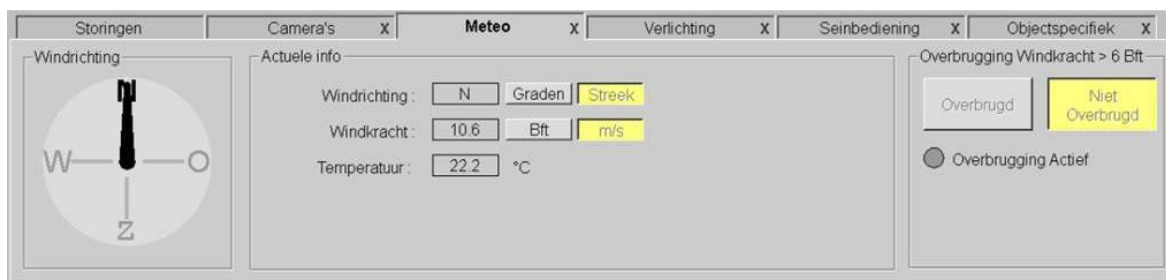 Storingen
Camera's X
Meteo X
Verlichting X
Seinbediening X
Objectspecifiek X
Windrichting
N
W O
Z
Actuele info
Windrichting : N Graden Streek
Windkracht : 10.6 Bft m/s
Temperatuur : 22.2 °C
Overbrugging Windkracht > 6 Bft
Overbrugd
Niet
Overbrugd
Overbrugging Actief